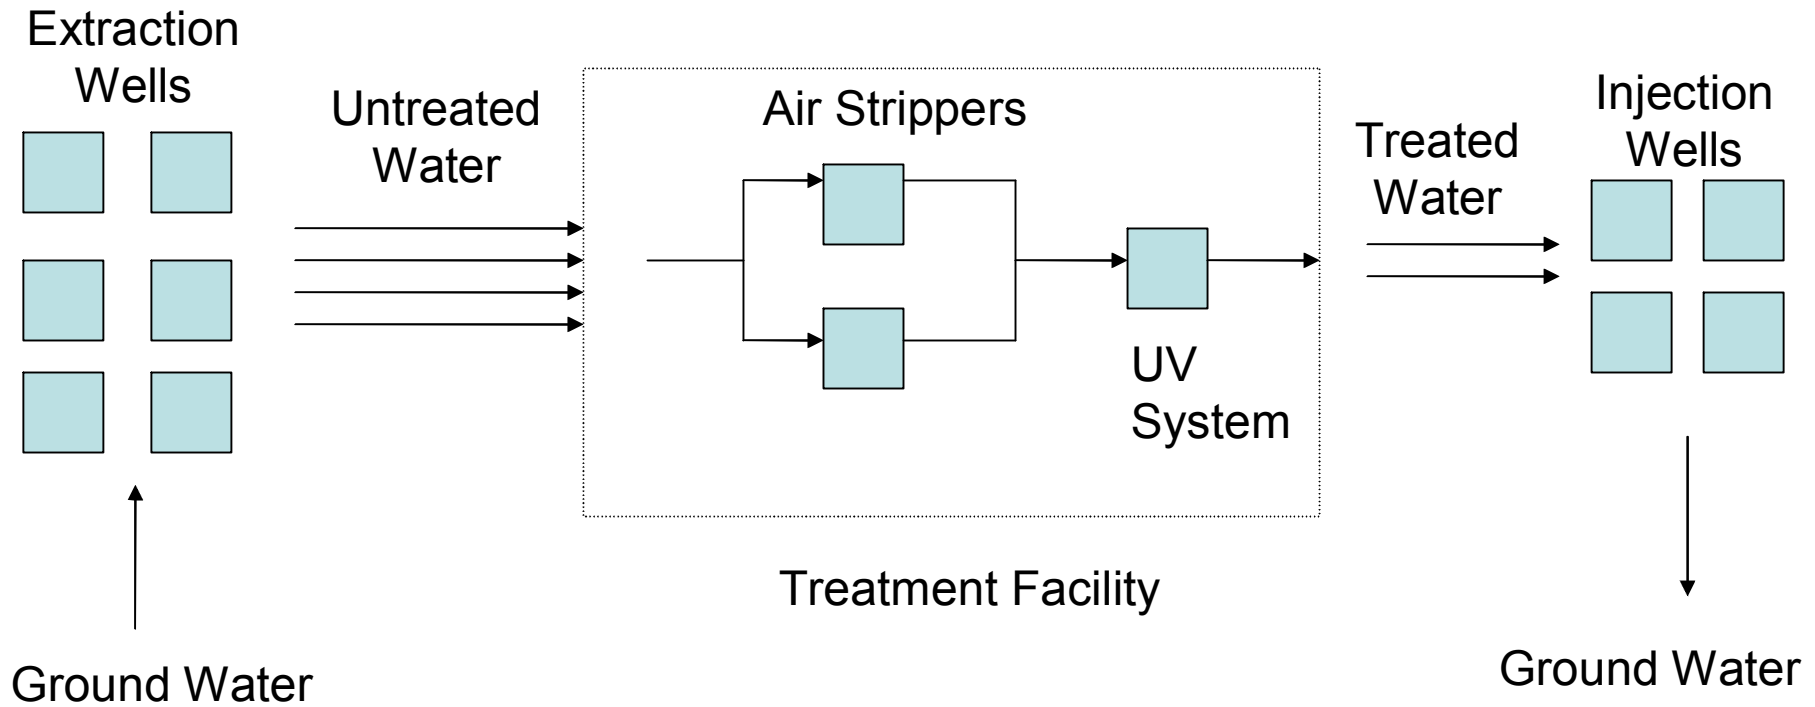 Extraction
Wells
Untreated
Water
Air Strippers
UV
System
Treatment Facility
Treated
Water
Injection
Wells
Ground Water
Ground Water